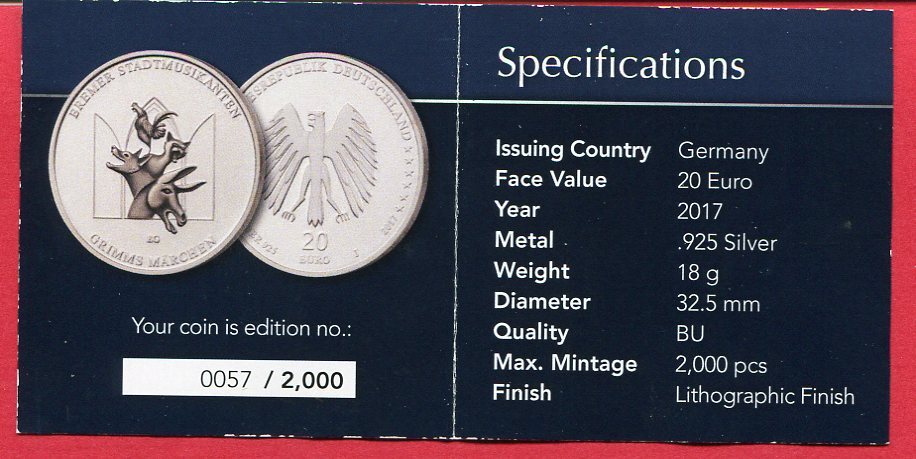 BREMER STADTMUSIKANTEN
GRIMMS MÄRCHEN
ESREPUBLIK DEUTSCHLAND
2017
20
EURO
J
Your coin is edition no.:
0057 / 2,000
Specifications
Issuing Country Germany
Face Value 20 Euro
Year 2017
Metal .925 Silver
Weight 18 g
Diameter 32.5 mm
Quality BU
Max. Mintage 2,000 pcs
Finish Lithographic Finish